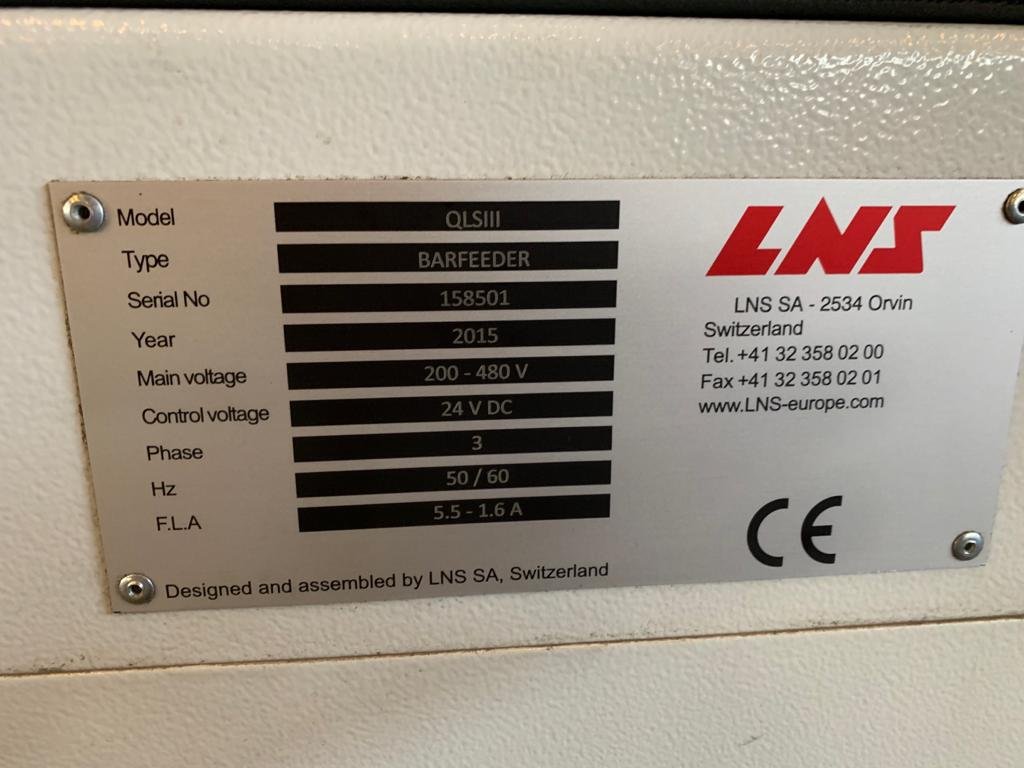 Model QLSIII
Type BARFEEDER
Serial No 158501
Year 2015
Main voltage 200 - 480 V
Control voltage 24 V DC
Phase 3
Hz 50 / 60
F.L.A 5.5 - 1.6 A
Designed and assembled by LNS SA, Switzerland
LNS
LNS SA - 2534 Orvin
Switzerland
Tel. +41 32 358 02 00
Fax +41 32 358 02 01
www.LNS-europe.com
CE